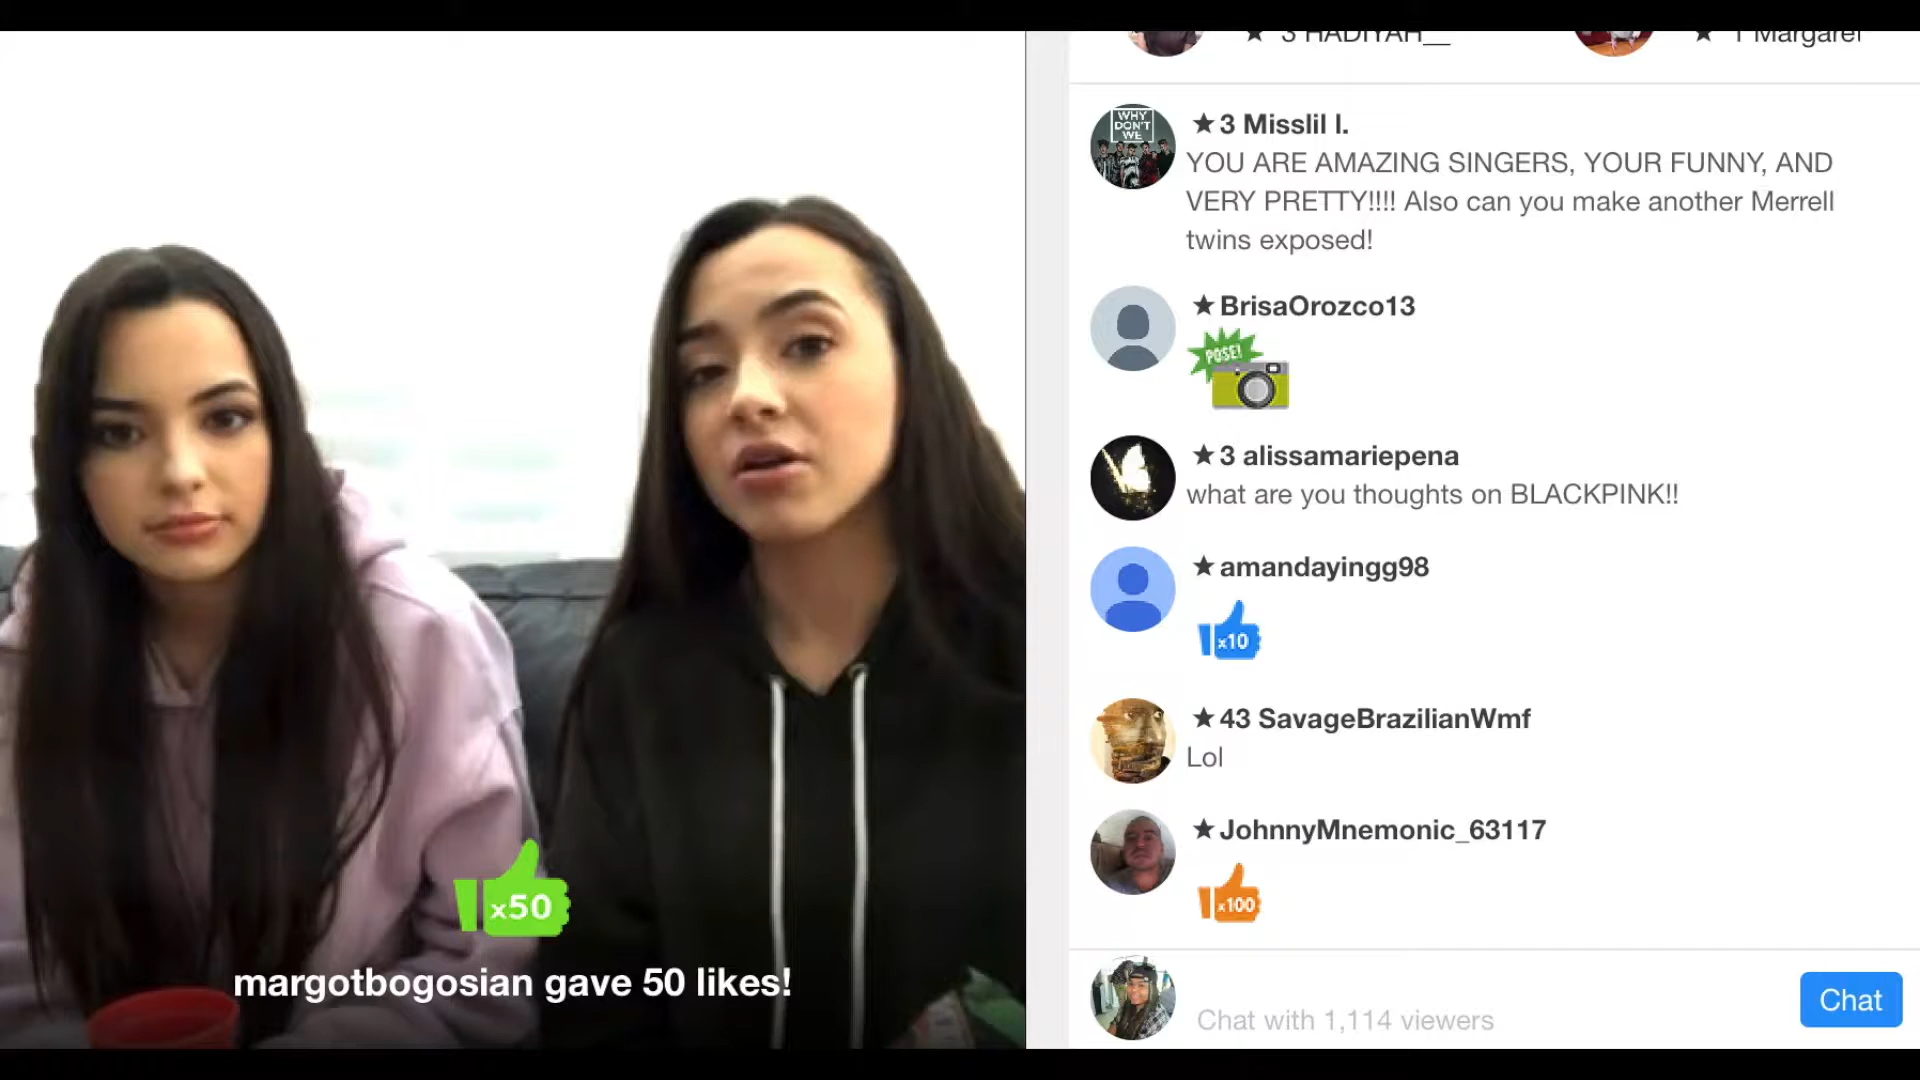 ★ 3 HADIYAH__
★ 1 Margaret
WHY
DON'T
WE
★ 3 Misslil l.
YOU ARE AMAZING SINGERS, YOUR FUNNY, AND
VERY PRETTY!!!! Also can you make another Merrell
twins exposed!
★ BrisaOrozco13
POSE!
★ 3 alissamariepena
what are you thoughts on BLACKPINK!!
★ amandayingg98
x10
★ 43 SavageBrazilianWmf
Lol
★ JohnnyMnemonic_63117
x100
x50
margotbogosian gave 50 likes!
Chat with 1,114 viewers
Chat